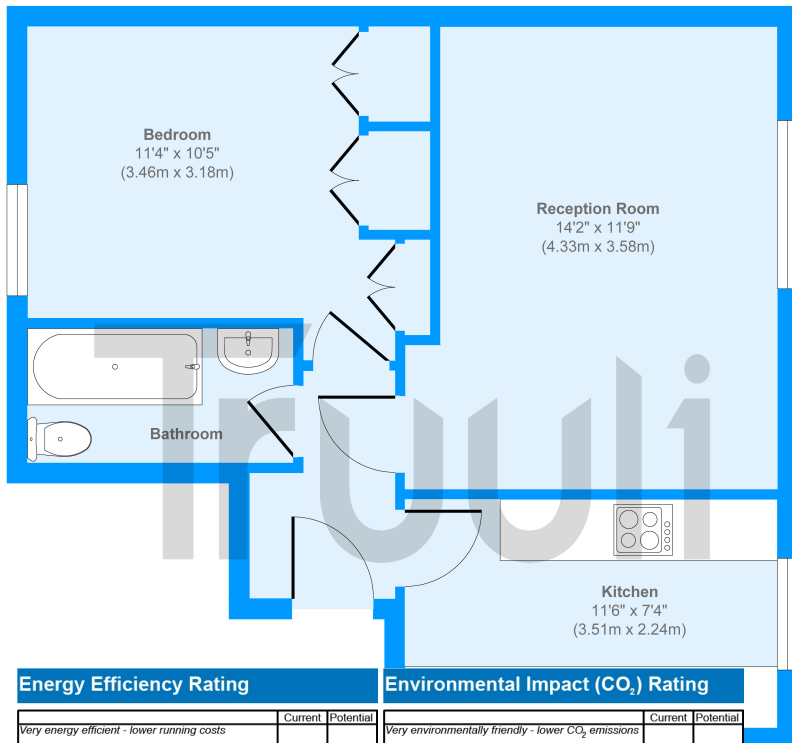 Bedroom
11'4" x 10'5"
(3.46m x 3.18m)
Reception Room
14'2" x 11'9"
(4.33m x 3.58m)
Truuli
Bathroom
Kitchen
11'6" x 7'4"
(3.51m x 2.24m)
Energy Efficiency Rating
Current Potential
Very energy efficient - lower running costs
Environmental Impact (CO₂) Rating
Current Potential
Very environmentally friendly - lower CO₂ emissions